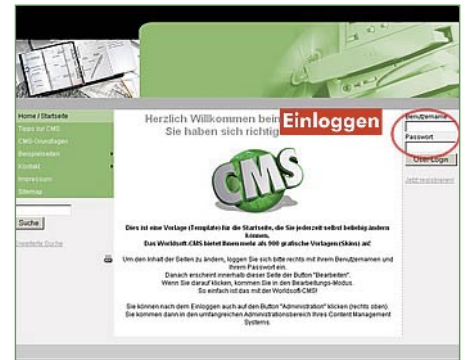 Home / Startseite
Tipps zur CMS
CMS-Grundlagen
Beispielseiten
Kontakt
Impressum
Sitemap
Suche
Erweiterte Suche
Herzlich Willkommen bein
Sie haben sich richtig
Einloggen
CMS
Dies ist eine Vorlage (Template) für die Startseite, die Sie jederzeit selbst beliebig ändern
können.
Das Worldsoft-CMS bietet Ihnen mehr als 900 grafische Vorlagen (Skins) an!
Um den Inhalt der Seiten zu ändern, loggen Sie sich bitte rechts mit Ihrem Benutzernamen und
Ihrem Passwort ein.
Danach erscheint innerhalb dieser Seite der Button "Bearbeiten".
Wenn Sie darauf klicken, kommen Sie in den Bearbeitungs-Modus.
So einfach ist das mit der Worldsoft-CMS!
Sie können nach dem Einloggen auch auf den Button "Administration" klicken (rechts oben).
Sie kommen dann in den umfangreichen Administrationsbereich Ihres Content Management
Systems.
Benutzername
Passwort
User Login
Jetzt registrieren!